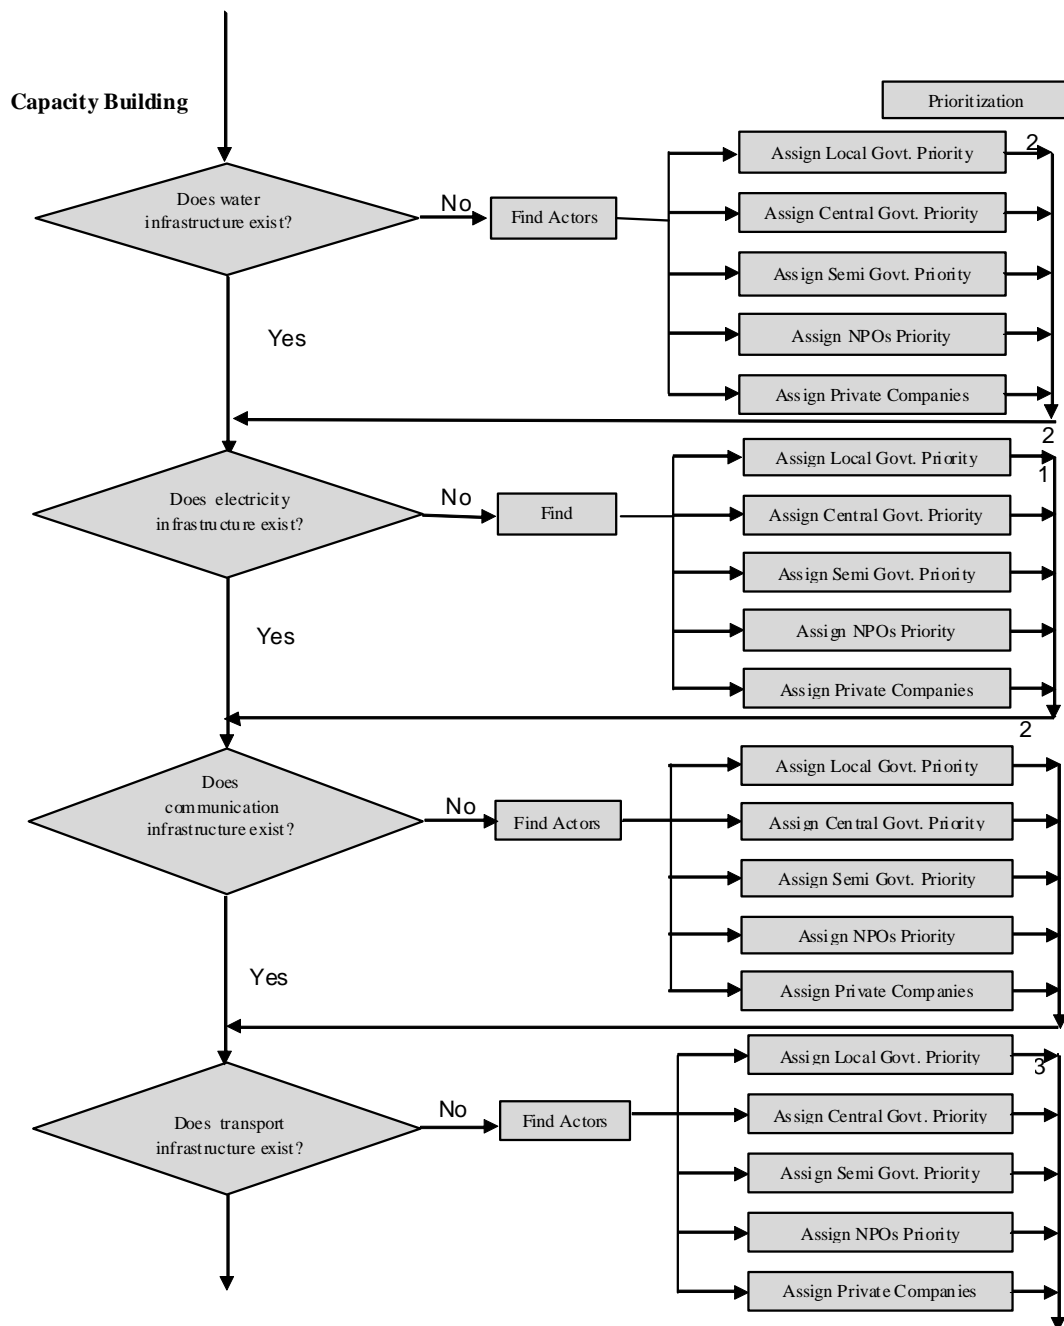 Capacity Building
Prioritization
Does water
infrastructure exist?
No
Find Actors
Assign Local Govt. Priority
2
Assign Central Govt. Priority
Assign Semi Govt. Priority
Assign NPOs Priority
Assign Private Companies
Yes
2
Does electricity
infrastructure exist?
No
Find
Assign Local Govt. Priority
1
Assign Central Govt. Priority
Assign Semi Govt. Priority
Assign NPOs Priority
Assign Private Companies
Yes
2
Does
communication
infrastructure exist?
No
Find Actors
Assign Local Govt. Priority
Assign Central Govt. Priority
Assign Semi Govt. Priority
Assign NPOs Priority
Assign Private Companies
Yes
Does transport
infrastructure exist?
No
Find Actors
Assign Local Govt. Priority
3
Assign Central Govt. Priority
Assign Semi Govt. Priority
Assign NPOs Priority
Assign Private Companies